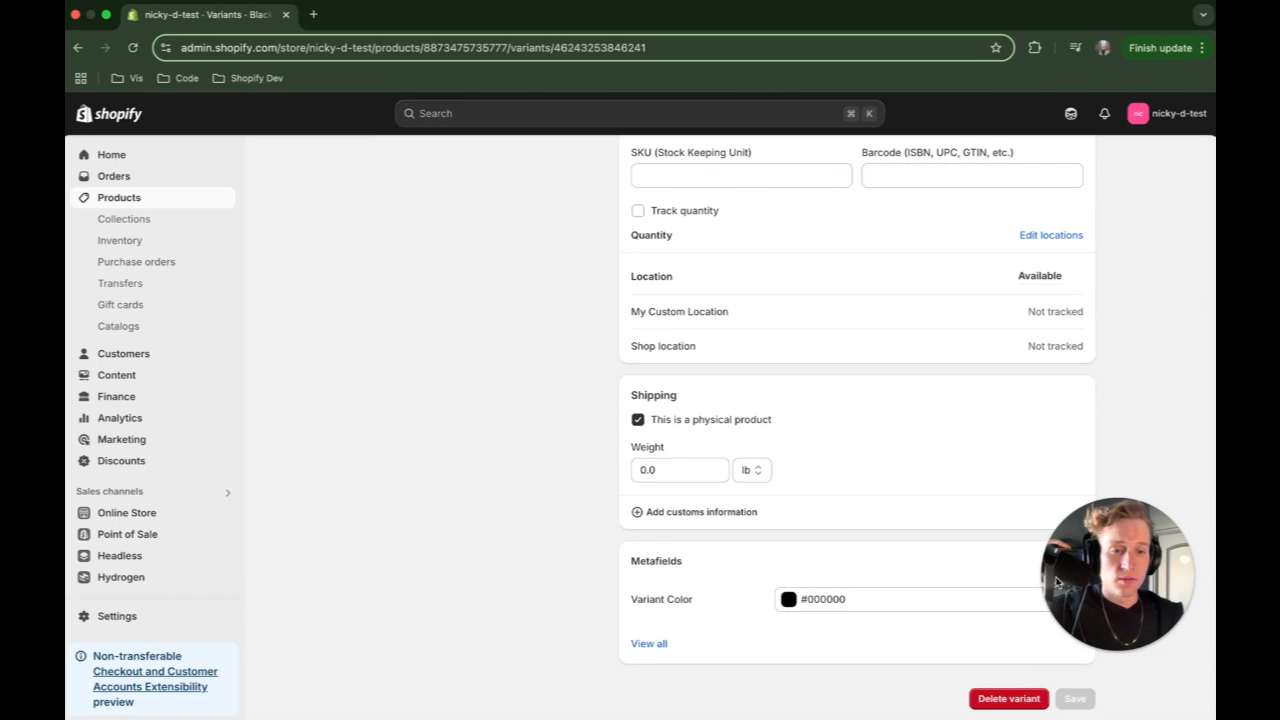 nicky-d-test · Variants · Blac
Finish update
admin.shopify.com/store/nicky-d-test/products/8873475735777/variants/46243253846241
Vis
Code
Shopify Dev
shopify
Search
⌘ K
nic
nicky-d-test
Home
Orders
Products
Collections
Inventory
Purchase orders
Transfers
Gift cards
Catalogs
Customers
Content
Finance
Analytics
Marketing
Discounts
Sales channels
Online Store
Point of Sale
Headless
Hydrogen
Settings
Non-transferable
Checkout and Customer
Accounts Extensibility
preview
SKU (Stock Keeping Unit)
Barcode (ISBN, UPC, GTIN, etc.)
Track quantity
Quantity
Edit locations
Location
Available
My Custom Location
Not tracked
Shop location
Not tracked
Shipping
This is a physical product
Weight
0.0
lb
Add customs information
Metafields
Variant Color
#000000
View all
Delete variant
Save